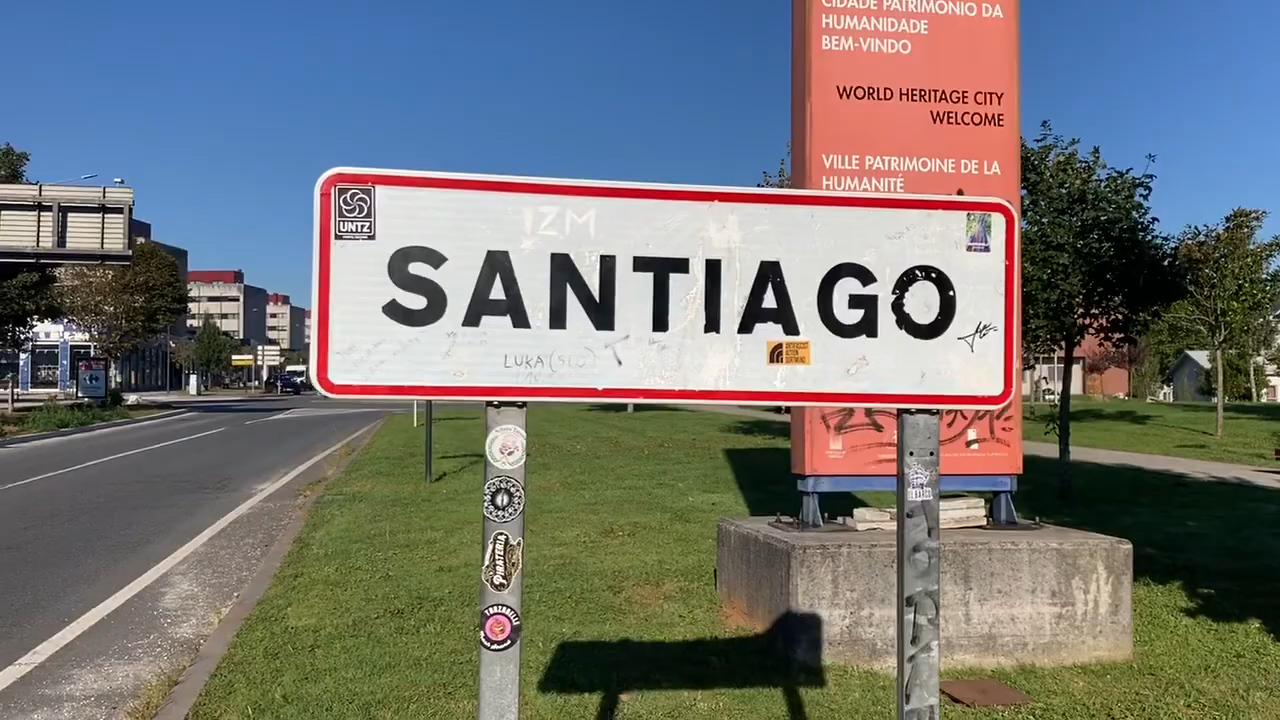 CIDADE PATRIMONIO DA
HUMANIDADE
BEM-VINDO
WORLD HERITAGE CITY
WELCOME
VILLE PATRIMOINE DE LA
HUMANITÉ
UNTZ
IZM
SANTIAGO
LUKA (SLO)
PIRATERIA